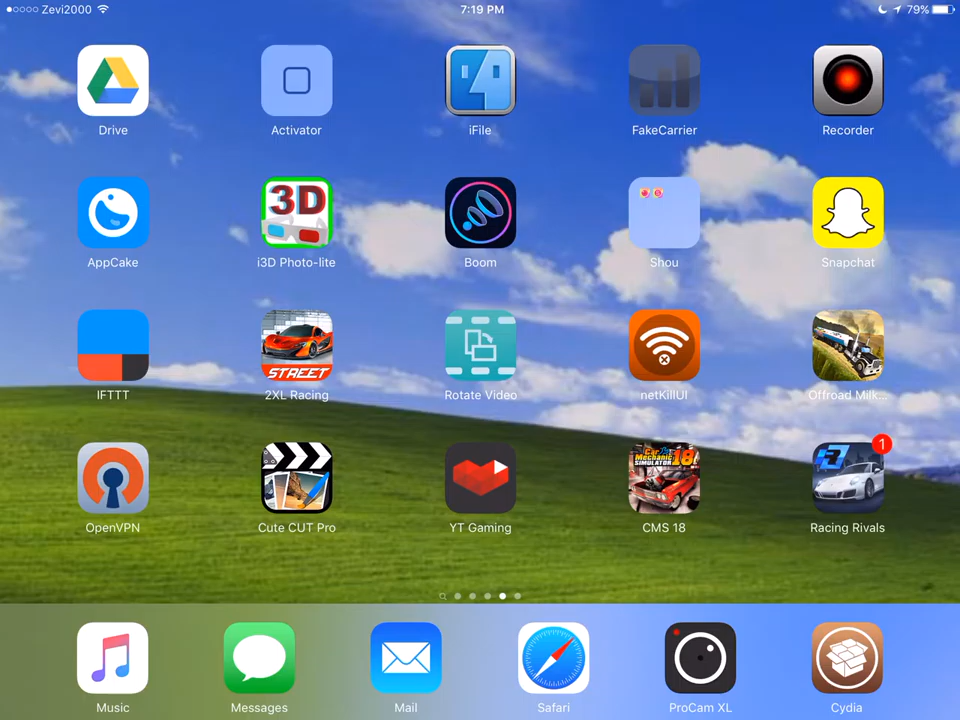 Zevi2000
7:19 PM
79%
Drive
Activator
iFile
FakeCarrier
Recorder
3D
AppCake
i3D Photo-lite
Boom
Shou
Snapchat
STREET
Car Mechanic
SIMULATOR 18
IFTTT
2XL Racing
Rotate Video
netKillUI
Offroad Milk...
1
R
OpenVPN
Cute CUT Pro
YT Gaming
CMS 18
Racing Rivals
Music
Messages
Mail
Safari
ProCam XL
Cydia